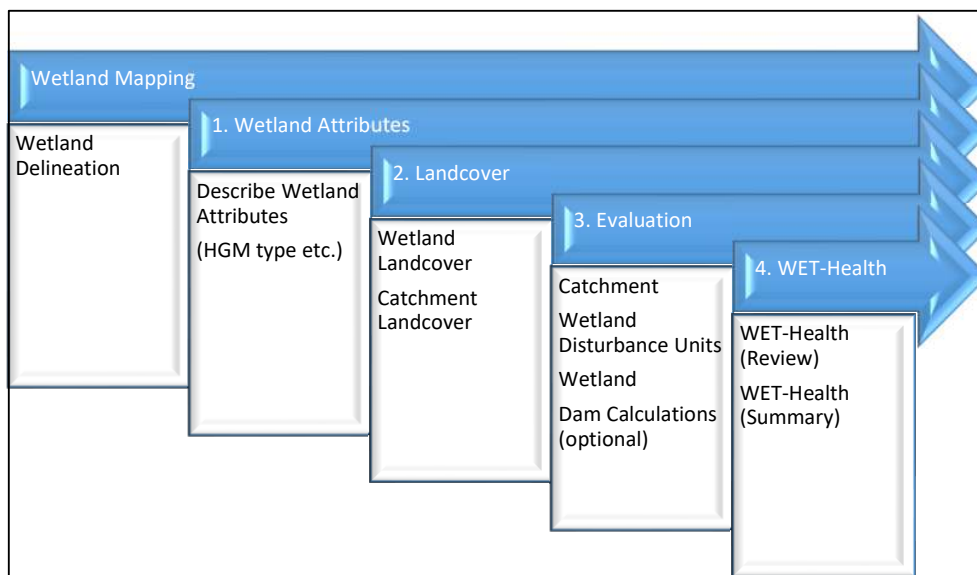 Wetland Mapping
Wetland
Delineation
1. Wetland Attributes
Describe Wetland
Attributes
(HGM type etc.)
2. Landcover
Wetland
Landcover
Catchment
Landcover
3. Evaluation
Catchment
Wetland
Disturbance Units
Wetland
Dam Calculations
(optional)
4. WET-Health
WET-Health
(Review)
WET-Health
(Summary)